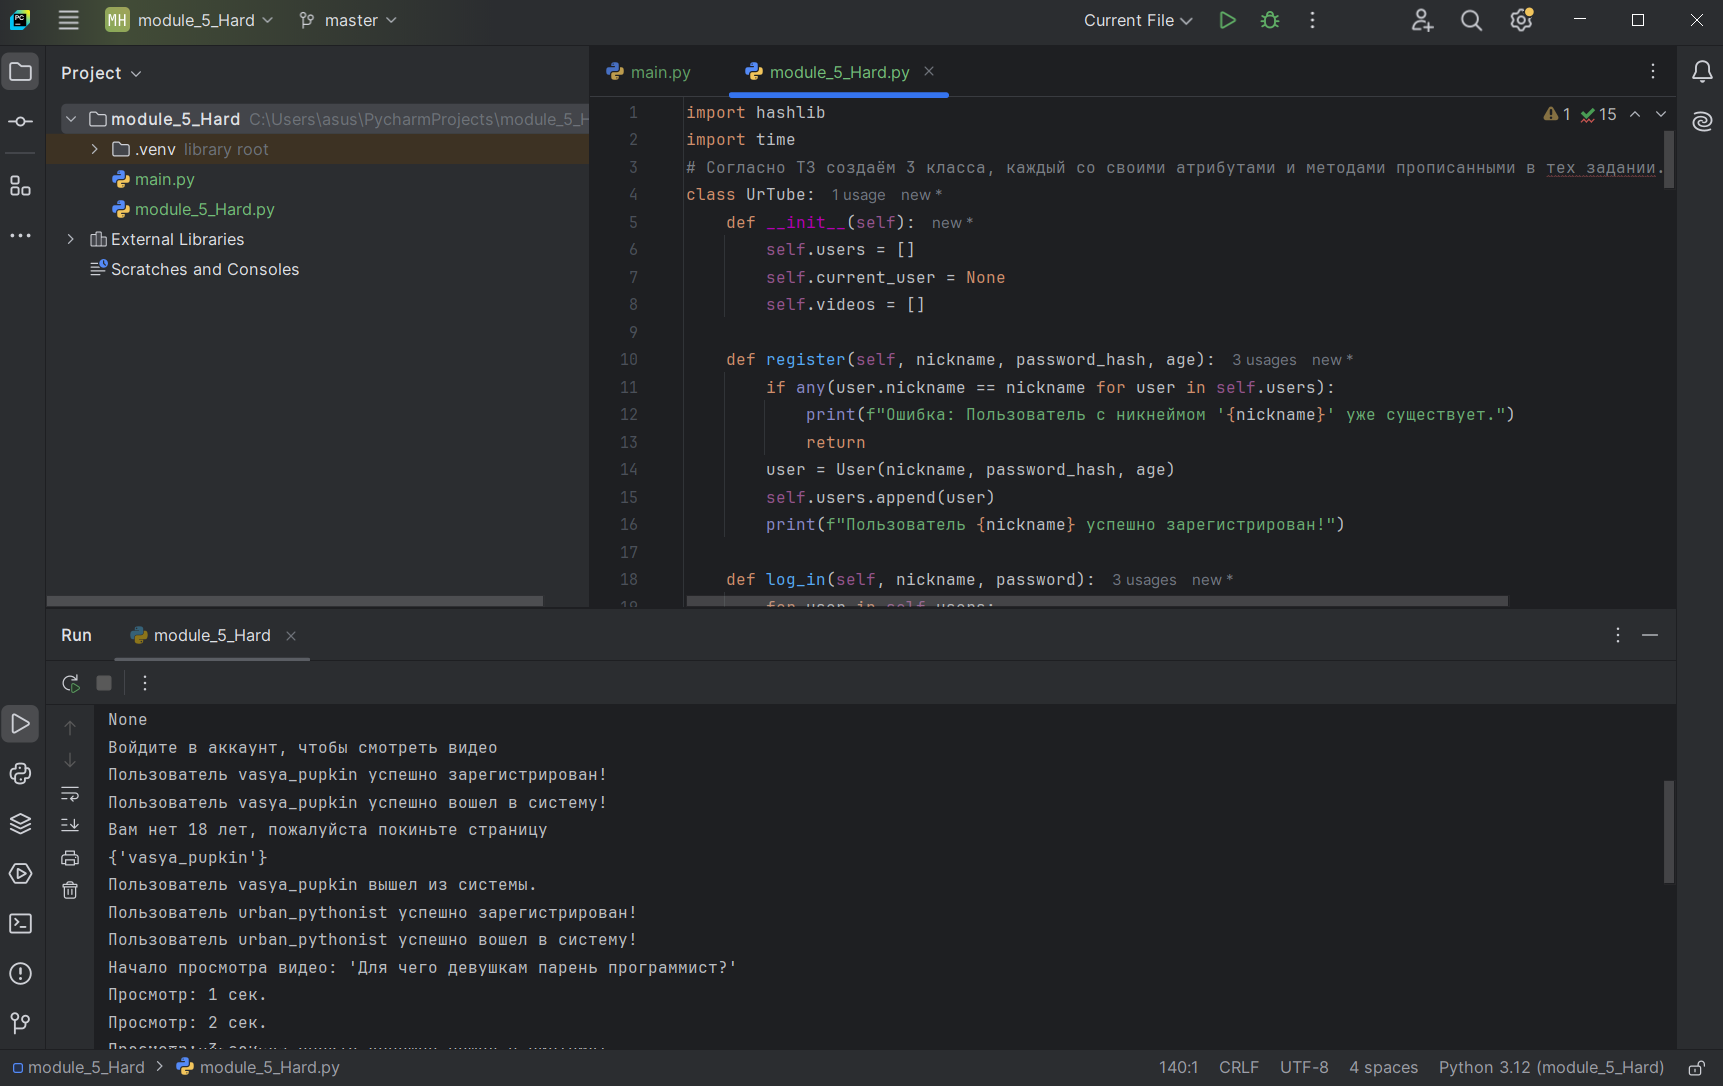 MH module_5_Hard master Current File
Project
main.py module_5_Hard.py
module_5_Hard C:\Users\asus\PycharmProjects\module_5_H
.venv library root
main.py
module_5_Hard.py
External Libraries
Scratches and Consoles
1 15
1 import hashlib
2 import time
3 # Согласно ТЗ создаём 3 класса, каждый со своими атрибутами и методами прописанными в тех задании.
4 class UrTube: 1 usage new *
5 def __init__(self): new *
6 self.users = []
7 self.current_user = None
8 self.videos = []
9
10 def register(self, nickname, password_hash, age): 3 usages new *
11 if any(user.nickname == nickname for user in self.users):
12 print(f"Ошибка: Пользователь с никнеймом '{nickname}' уже существует.")
13 return
14 user = User(nickname, password_hash, age)
15 self.users.append(user)
16 print(f"Пользователь {nickname} успешно зарегистрирован!")
17
18 def log_in(self, nickname, password): 3 usages new *
19 for user in self.users:
Run module_5_Hard
None
Войдите в аккаунт, чтобы смотреть видео
Пользователь vasya_pupkin успешно зарегистрирован!
Пользователь vasya_pupkin успешно вошел в систему!
Вам нет 18 лет, пожалуйста покиньте страницу
{'vasya_pupkin'}
Пользователь vasya_pupkin вышел из системы.
Пользователь urban_pythonist успешно зарегистрирован!
Пользователь urban_pythonist успешно вошел в систему!
Начало просмотра видео: 'Для чего девушкам парень программист?'
Просмотр: 1 сек.
Просмотр: 2 сек.
module_5_Hard > module_5_Hard.py 140:1 CRLF UTF-8 4 spaces Python 3.12 (module_5_Hard)